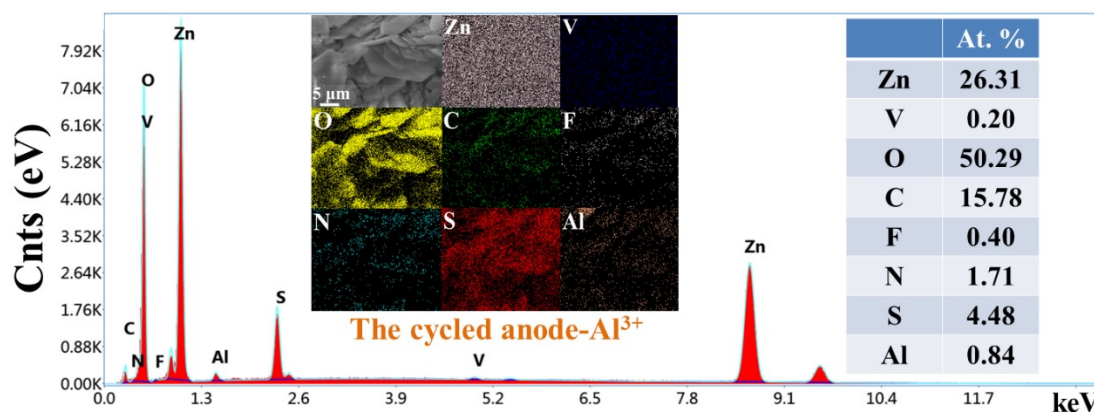 Cnts (eV)
7.92K
7.04K
6.16K
5.28K
4.40K
3.52K
2.64K
1.76K
0.88K
0.00K
0.0 1.3 2.6 3.9 5.2 6.5 7.8 9.1 10.4 11.7 keV
C
N
O
V
F
Zn
Al
S
V
Zn
5 μm
Zn
V
O
C
F
N
S
Al
The cycled anode-Al³⁺
At. %
Zn 26.31
V 0.20
O 50.29
C 15.78
F 0.40
N 1.71
S 4.48
Al 0.84